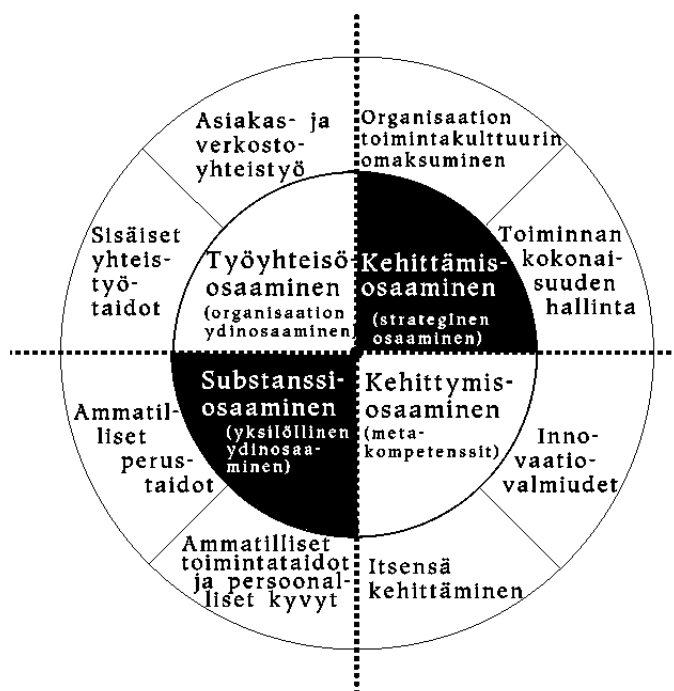 Asiakas- ja
verkosto-
yhteistyö
Organisaation
toimintakulttuurin
omaksuminen
Sisäiset
yhteis-
työ-
taidot
Toiminnan
kokonai-
suuden
hallinta
Työyhteisö-
osaaminen
(organisaation
ydinosaaminen)
Kehittämis-
osaaminen
(strateginen
osaaminen)
Substanssi-
osaaminen
(yksilöllinen
ydinosaa-
minen)
Kehittymis-
osaaminen
(meta-
kompetenssit)
Ammatil-
liset
perus-
taidot
Inno-
vaatio-
valmiudet
Ammatilliset
toimintataidot
ja persoonal-
liset kyvyt
Itsensä
kehittäminen